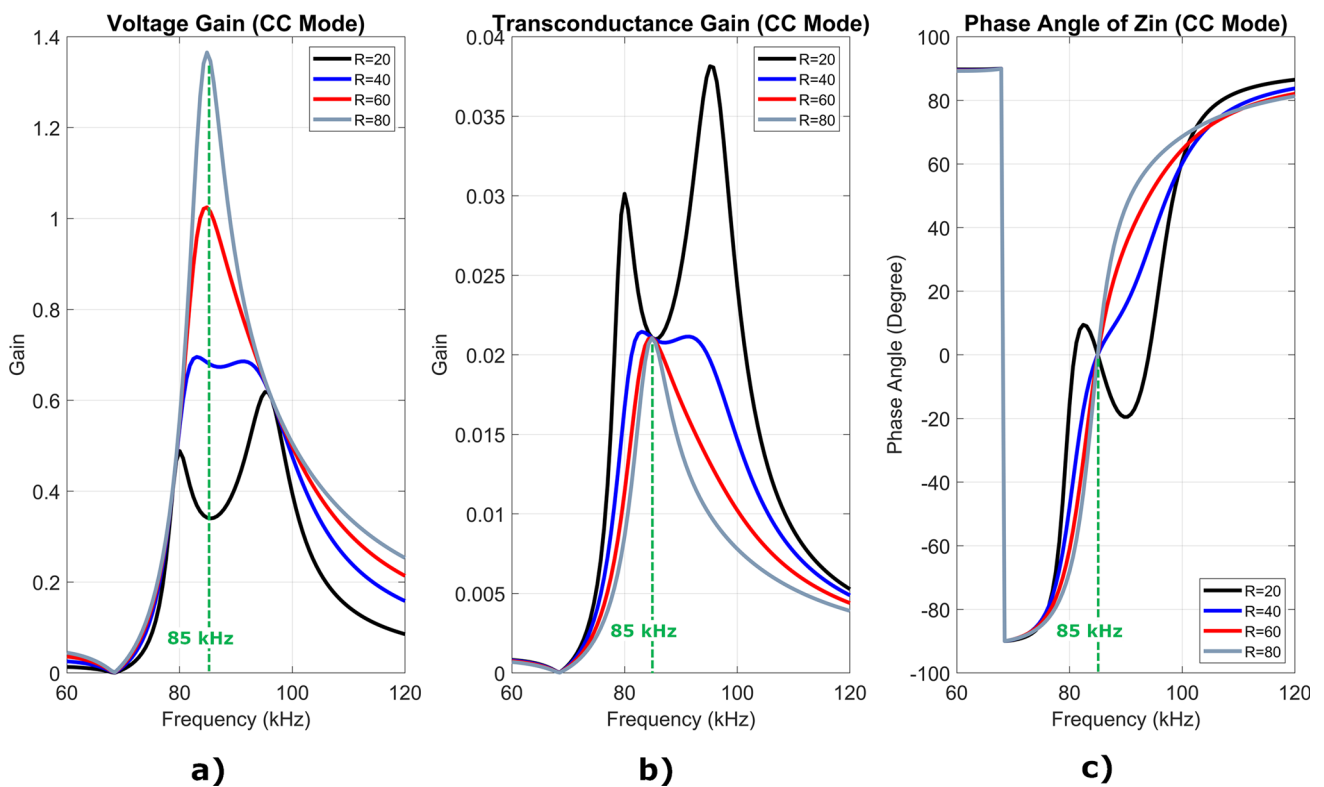 Voltage Gain (CC Mode)
1.4
1.2
1
0.8
0.6
0.4
0.2
0
Gain
R=20
R=40
R=60
R=80
85 kHz
60
80
100
120
Frequency (kHz)
a)
Transconductance Gain (CC Mode)
0.04
0.035
0.03
0.025
0.02
0.015
0.01
0.005
0
Gain
R=20
R=40
R=60
R=80
85 kHz
60
80
100
120
Frequency (kHz)
b)
Phase Angle of Zin (CC Mode)
100
80
60
40
20
0
-20
-40
-60
-80
-100
Phase Angle (Degree)
85 kHz
R=20
R=40
R=60
R=80
60
80
100
120
Frequency (kHz)
c)